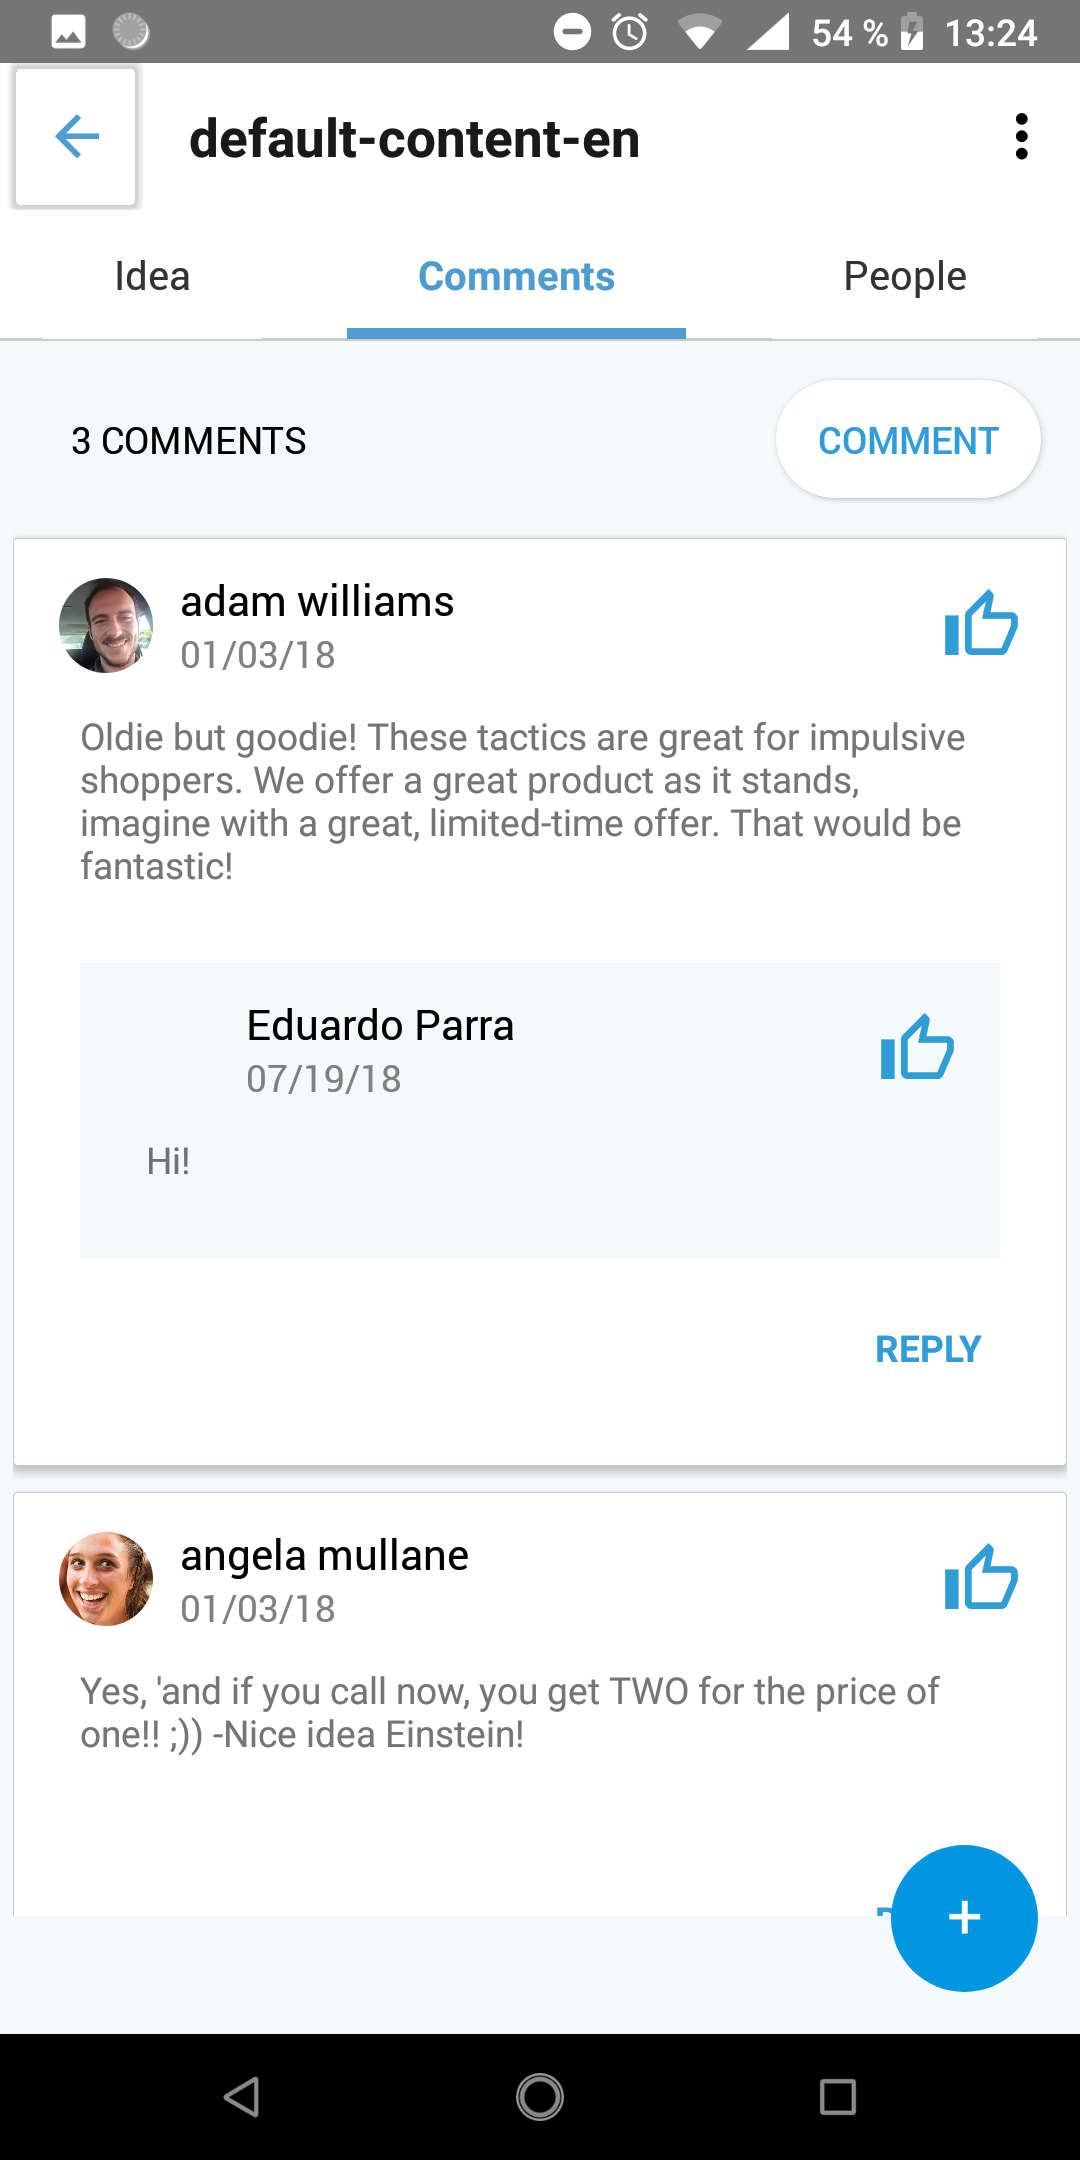 54 % 13:24
default-content-en
Idea Comments People
3 COMMENTS COMMENT
adam williams
01/03/18
Oldie but goodie! These tactics are great for impulsive
shoppers. We offer a great product as it stands,
imagine with a great, limited-time offer. That would be
fantastic!
Eduardo Parra
07/19/18
Hi!
REPLY
angela mullane
01/03/18
Yes, 'and if you call now, you get TWO for the price of
one!! ;)) -Nice idea Einstein!
+